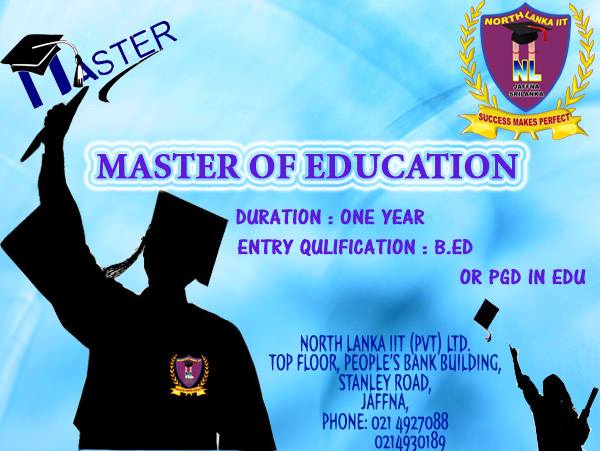 MASTER
NORTH LANKA IIT
NL
JAFFNA
SRILANKA
SUCCESS MAKES PERFECT
MASTER OF EDUCATION
DURATION : ONE YEAR
ENTRY QULIFICATION : B.ED
OR PGD IN EDU
NORTH LANKA IIT (PVT) LTD.
TOP FLOOR, PEOPLE'S BANK BUILDING,
STANLEY ROAD,
JAFFNA,
PHONE: 021 4927088
0214930189